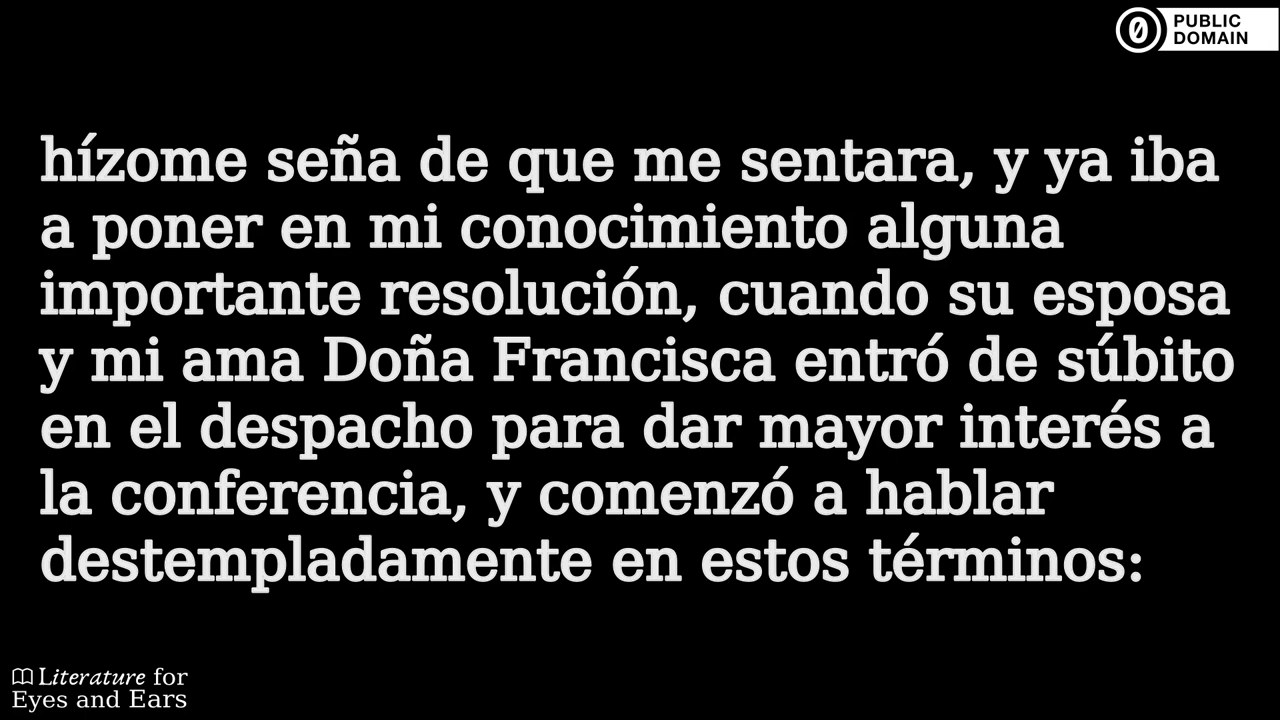 PUBLIC
DOMAIN
hízome seña de que me sentara, y ya iba
a poner en mi conocimiento alguna
importante resolución, cuando su esposa
y mi ama Doña Francisca entró de súbito
en el despacho para dar mayor interés a
la conferencia, y comenzó a hablar
destempladamente en estos términos:
Literature for
Eyes and Ears